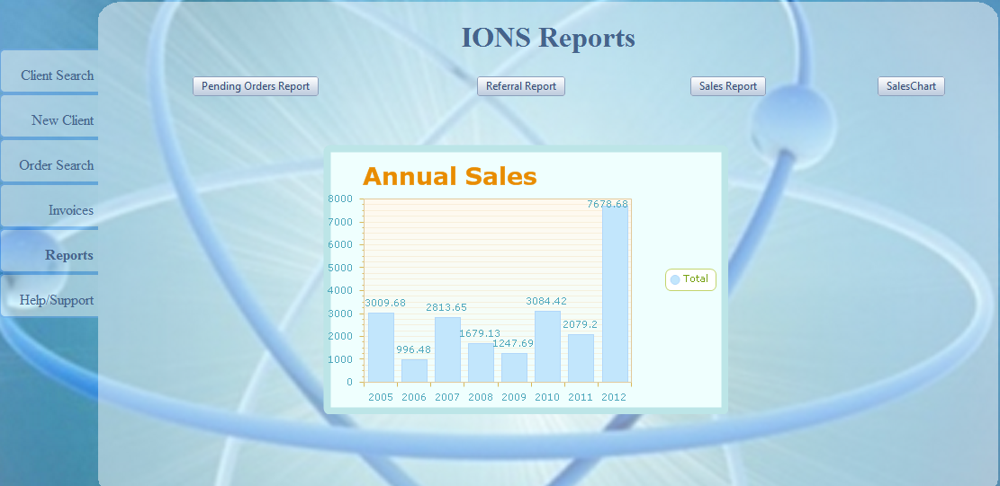 IONS Reports
Client Search
New Client
Order Search
Invoices
Reports
Help/Support
Pending Orders Report
Referral Report
Sales Report
SalesChart
Annual Sales
8000
7000
6000
5000
4000
3000
2000
1000
0
3009.68
996.48
2813.65
1679.13
1247.69
3084.42
2079.2
7678.68
2005 2006 2007 2008 2009 2010 2011 2012
Total